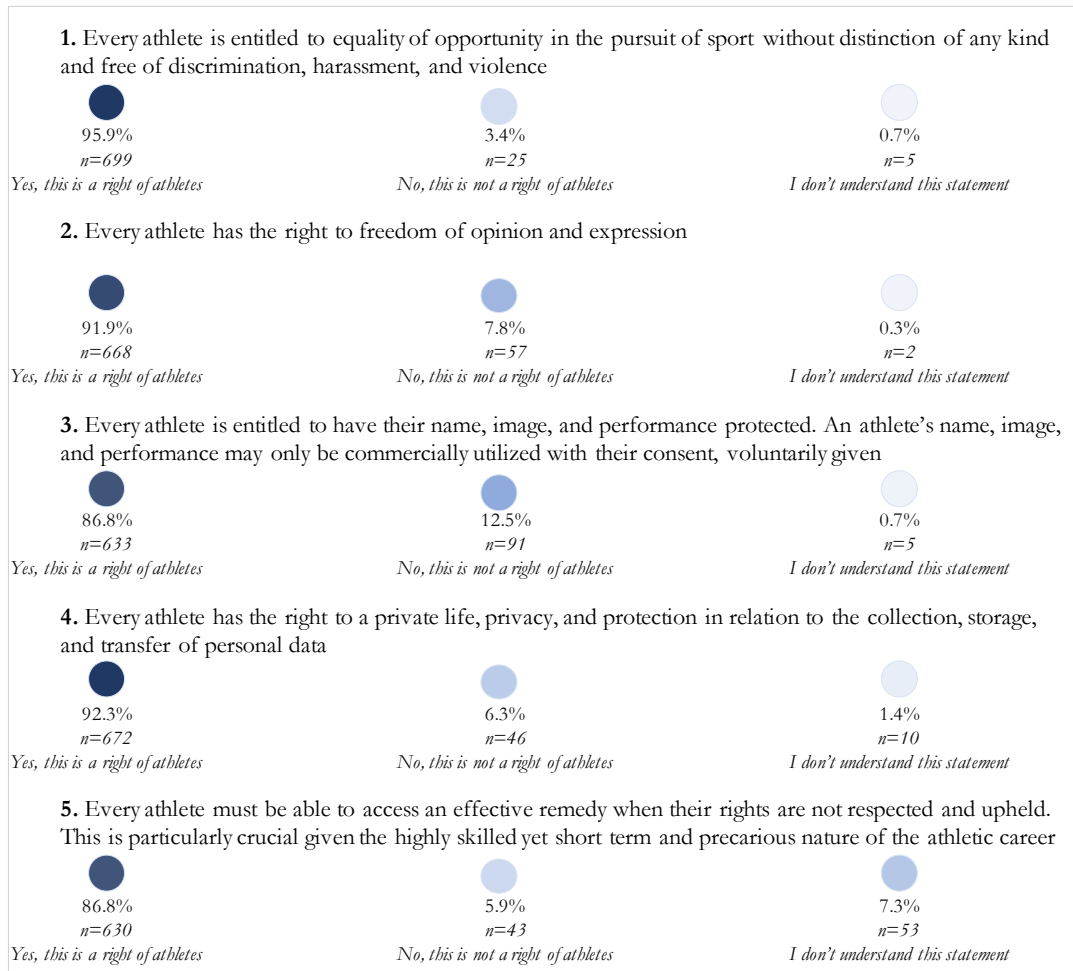 1. Every athlete is entitled to equality of opportunity in the pursuit of sport without distinction of any kind
and free of discrimination, harassment, and violence
95.9% 3.4% 0.7%
n=699 n=25 n=5
Yes, this is a right of athletes No, this is not a right of athletes I don't understand this statement
2. Every athlete has the right to freedom of opinion and expression
91.9% 7.8% 0.3%
n=668 n=57 n=2
Yes, this is a right of athletes No, this is not a right of athletes I don't understand this statement
3. Every athlete is entitled to have their name, image, and performance protected. An athlete's name, image,
and performance may only be commercially utilized with their consent, voluntarily given
86.8% 12.5% 0.7%
n=633 n=91 n=5
Yes, this is a right of athletes No, this is not a right of athletes I don't understand this statement
4. Every athlete has the right to a private life, privacy, and protection in relation to the collection, storage,
and transfer of personal data
92.3% 6.3% 1.4%
n=672 n=46 n=10
Yes, this is a right of athletes No, this is not a right of athletes I don't understand this statement
5. Every athlete must be able to access an effective remedy when their rights are not respected and upheld.
This is particularly crucial given the highly skilled yet short term and precarious nature of the athletic career
86.8% 5.9% 7.3%
n=630 n=43 n=53
Yes, this is a right of athletes No, this is not a right of athletes I don't understand this statement